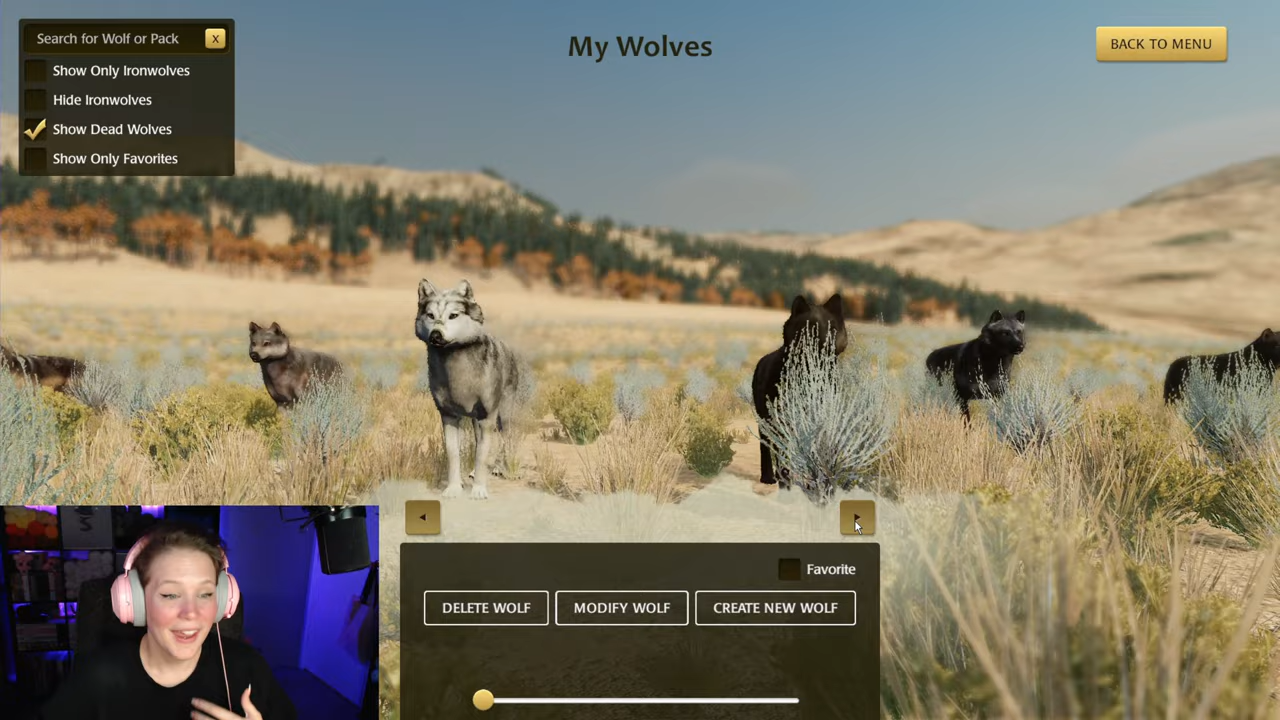 Search for Wolf or Pack
X
Show Only Ironwolves
Hide Ironwolves
Show Dead Wolves
Show Only Favorites
My Wolves
BACK TO MENU
Favorite
DELETE WOLF
MODIFY WOLF
CREATE NEW WOLF